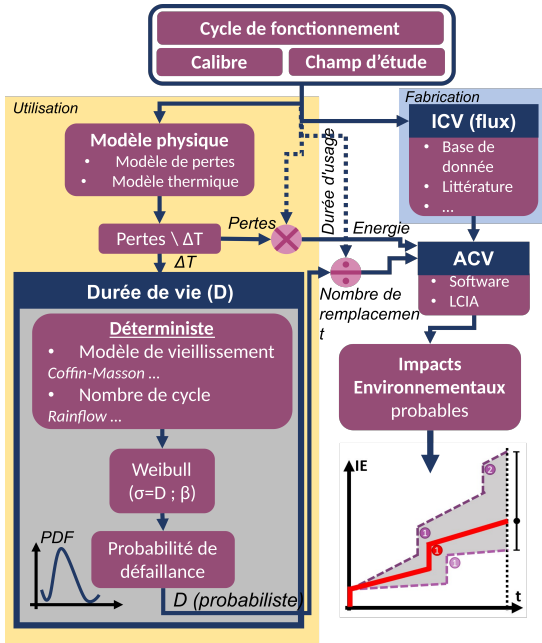 Cycle de fonctionnement
Calibre
Champ d'étude
Utilisation
Fabrication
Modèle physique
• Modèle de pertes
• Modèle thermique
ICV (flux)
• Base de
donnée
• Littérature
• ...
Durée d'usage
Pertes
Energie
Pertes \ ΔT
ΔT
ACV
• Software
• LCIA
Nombre de
remplacemen
t
Durée de vie (D)
Déterministe
• Modèle de vieillissement
Coffin-Masson ...
• Nombre de cycle
Rainflow ...
Impacts
Environnementaux
probables
Weibull
(σ=D ; β)
Probabilité de
défaillance
PDF
D (probabiliste)
IE
2
1
1
1
t